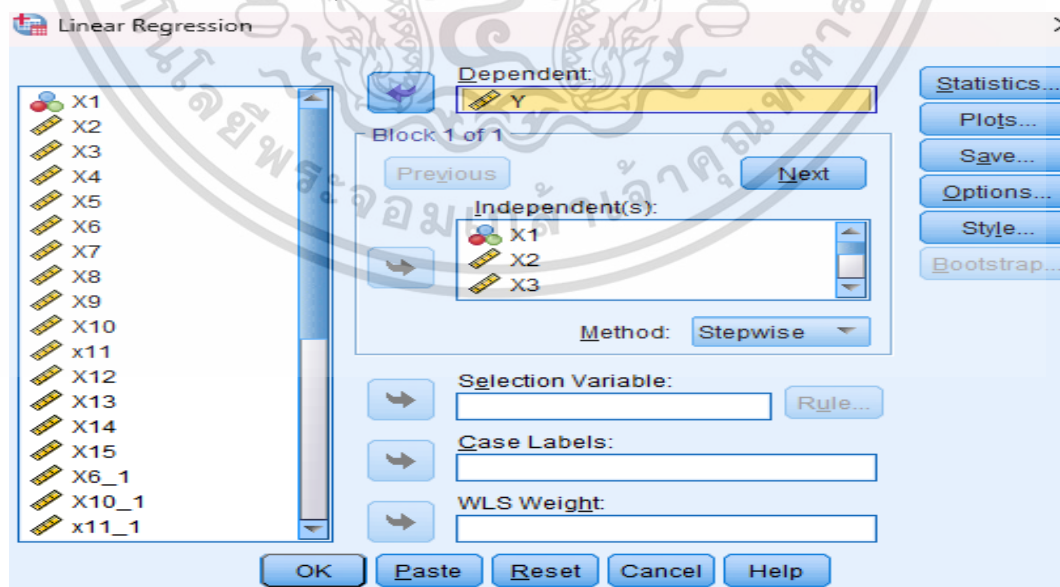 Linear Regression
X1
X2
X3
X4
X5
X6
X7
X8
X9
X10
x11
X12
X13
X14
X15
X6_1
X10_1
x11_1
Dependent:
Y
Block 1 of 1
Previous
Next
Independent(s):
X1
X2
X3
Method:
Stepwise
Selection Variable:
Rule...
Case Labels:
WLS Weight:
Statistics...
Plots...
Save...
Options...
Style...
Bootstrap...
OK
Paste
Reset
Cancel
Help